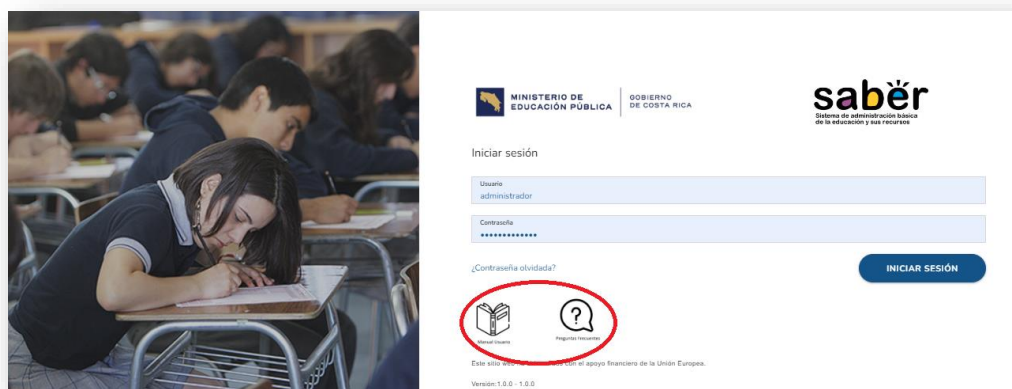 MINISTERIO DE
EDUCACIÓN PÚBLICA
GOBIERNO
DE COSTA RICA
sabër
Sistema de administración básica
de la educación y sus recursos
Iniciar sesión
Usuario
administrador
Contraseña
•••••••••••••
¿Contraseña olvidada?
INICIAR SESIÓN
Manual Usuario
Preguntas frecuentes
Este sitio web con el apoyo financiero de la Unión Europea.
Versión:1.0.0 - 1.0.0